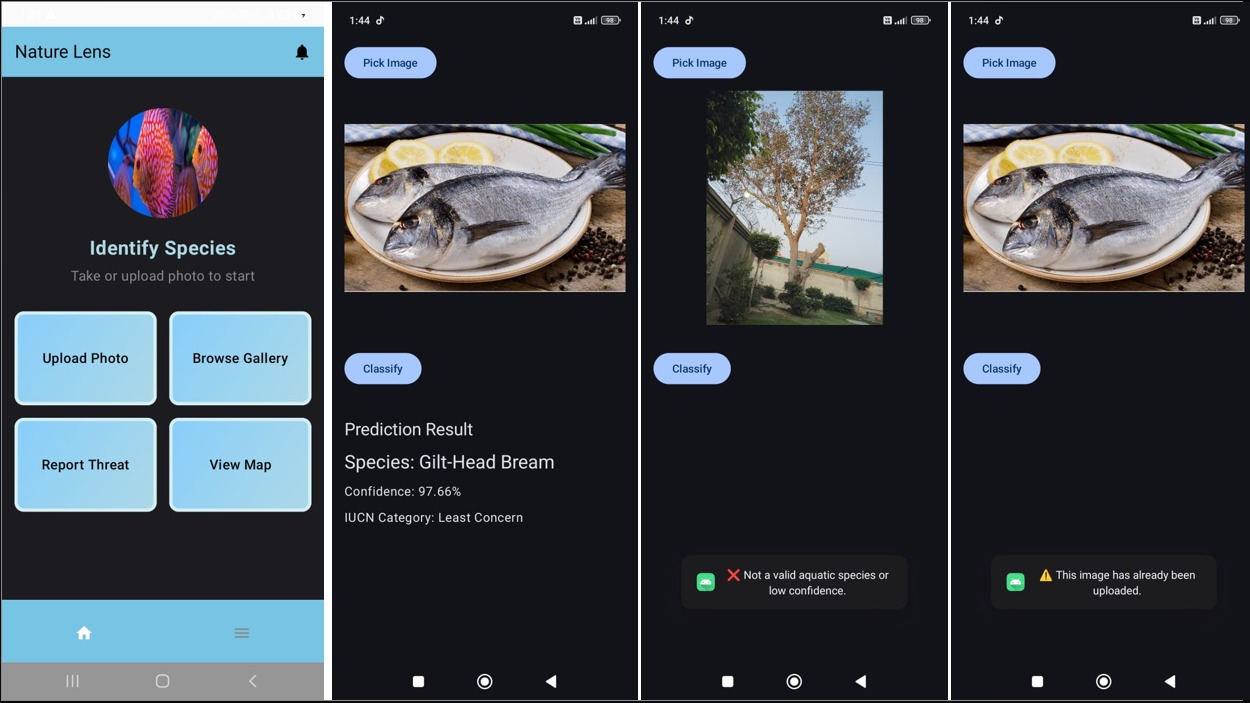 Nature Lens
Identify Species
Take or upload photo to start
Upload Photo
Browse Gallery
Report Threat
View Map
1:44
98
Pick Image
Classify
Prediction Result
Species: Gilt-Head Bream
Confidence: 97.66%
IUCN Category: Least Concern
1:44
98
Pick Image
Classify
❌ Not a valid aquatic species or
low confidence.
1:44
98
Pick Image
Classify
⚠️ This image has already been
uploaded.